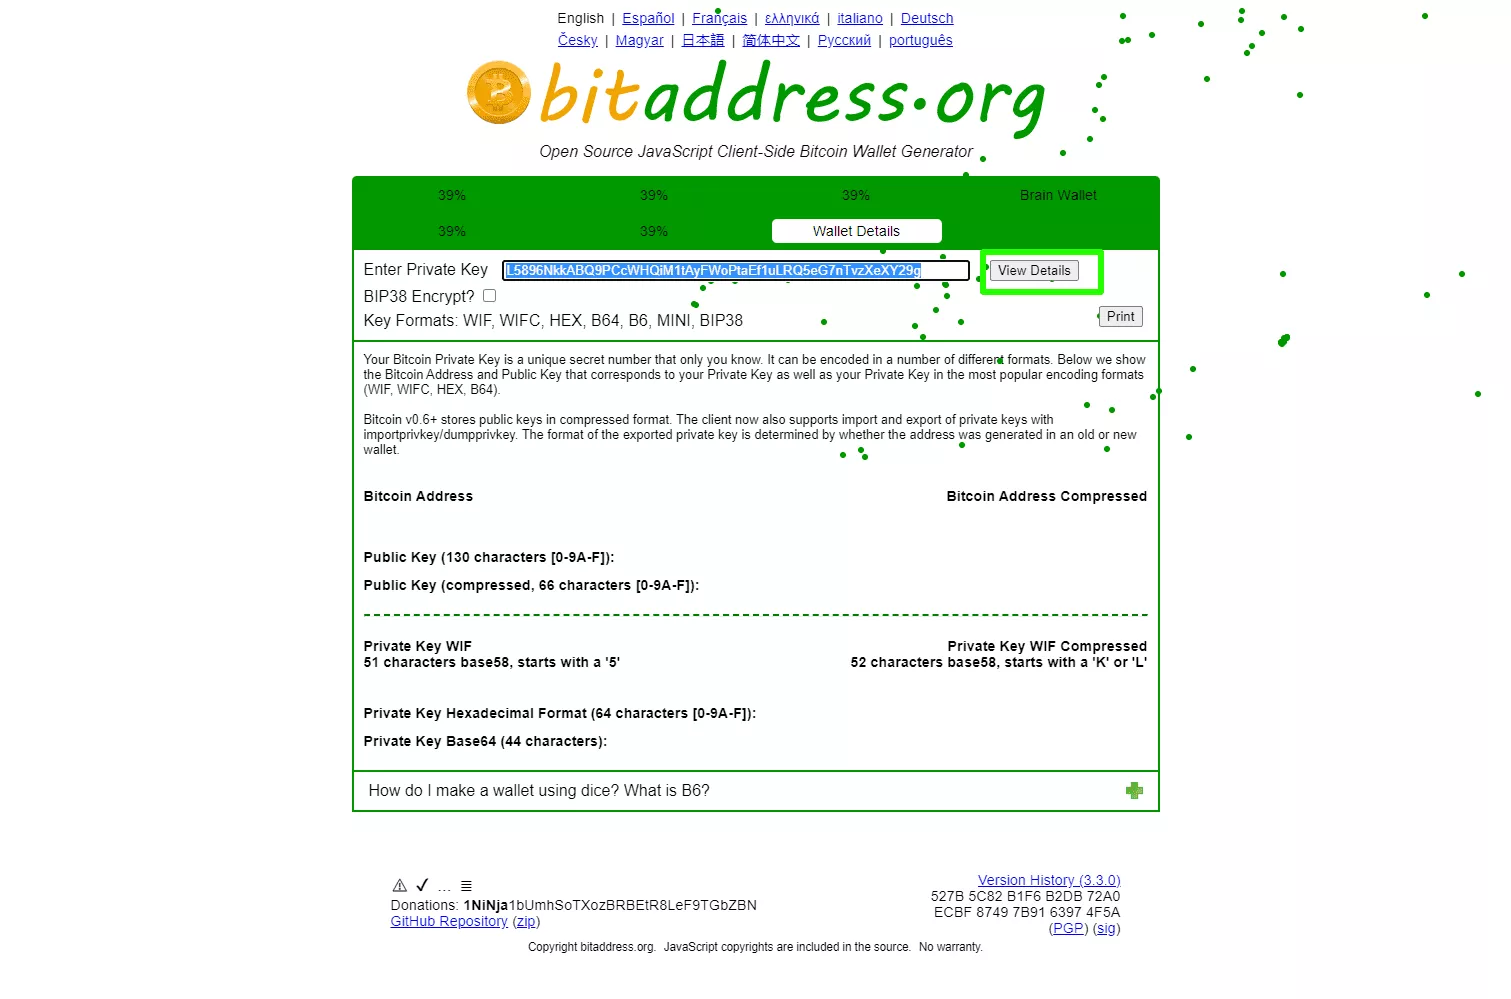 English | Español | Français | ελληνικά | italiano | Deutsch
Česky | Magyar | 日本語 | 简体中文 | Русский | português
bitaddress.org
Open Source JavaScript Client-Side Bitcoin Wallet Generator
39% 39% 39% Brain Wallet
39% 39% Wallet Details
Enter Private Key L5896NkkABQ9PCcWHQiM1tAyFWoPtaEf1uLRQ5eG7nTvzXeXY29g View Details
BIP38 Encrypt?
Key Formats: WIF, WIFC, HEX, B64, B6, MINI, BIP38 Print
Your Bitcoin Private Key is a unique secret number that only you know. It can be encoded in a number of different formats. Below we show
the Bitcoin Address and Public Key that corresponds to your Private Key as well as your Private Key in the most popular encoding formats
(WIF, WIFC, HEX, B64).
Bitcoin v0.6+ stores public keys in compressed format. The client now also supports import and export of private keys with
importprivkey/dumpprivkey. The format of the exported private key is determined by whether the address was generated in an old or new
wallet.
Bitcoin Address Bitcoin Address Compressed
Public Key (130 characters [0-9A-F]):
Public Key (compressed, 66 characters [0-9A-F]):
Private Key WIF Private Key WIF Compressed
51 characters base58, starts with a '5' 52 characters base58, starts with a 'K' or 'L'
Private Key Hexadecimal Format (64 characters [0-9A-F]):
Private Key Base64 (44 characters):
How do I make a wallet using dice? What is B6?
Version History (3.3.0)
Donations: 1NiNja1bUmhSoTXozBRBEtR8LeF9TGbZBN 527B 5C82 B1F6 B2DB 72A0
GitHub Repository (zip) ECBF 8749 7B91 6397 4F5A
(PGP) (sig)
Copyright bitaddress.org. JavaScript copyrights are included in the source. No warranty.